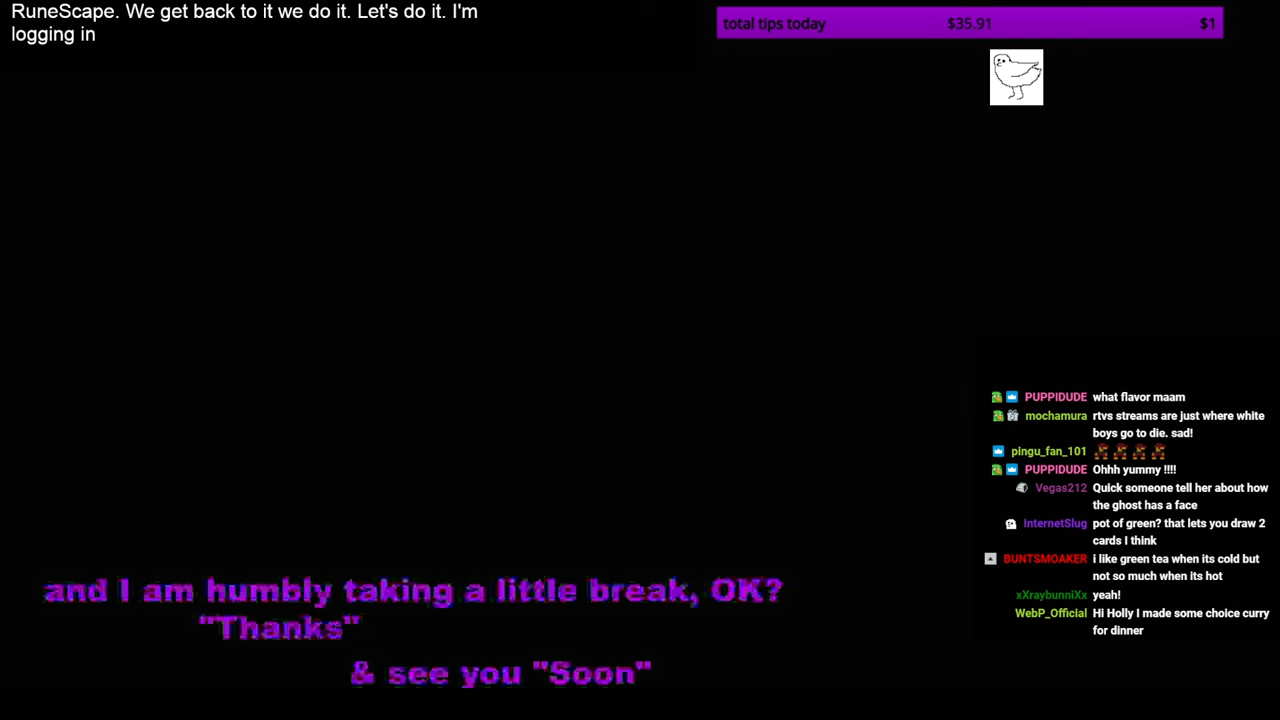 RuneScape. We get back to it we do it. Let's do it. I'm
logging in
total tips today $35.91 $1
PUPPIDUDE what flavor maam
mochamura rtvs streams are just where white
boys go to die. sad!
pingu_fan_101
PUPPIDUDE Ohhh yummy !!!!
Vegas212 Quick someone tell her about how
the ghost has a face
InternetSlug pot of green? that lets you draw 2
cards I think
BUNTSMOAKER i like green tea when its cold but
not so much when its hot
xXraybunniXx yeah!
WebP_Official Hi Holly I made some choice curry
for dinner
and I am humbly taking a little break, OK?
"Thanks"
& see you "Soon"